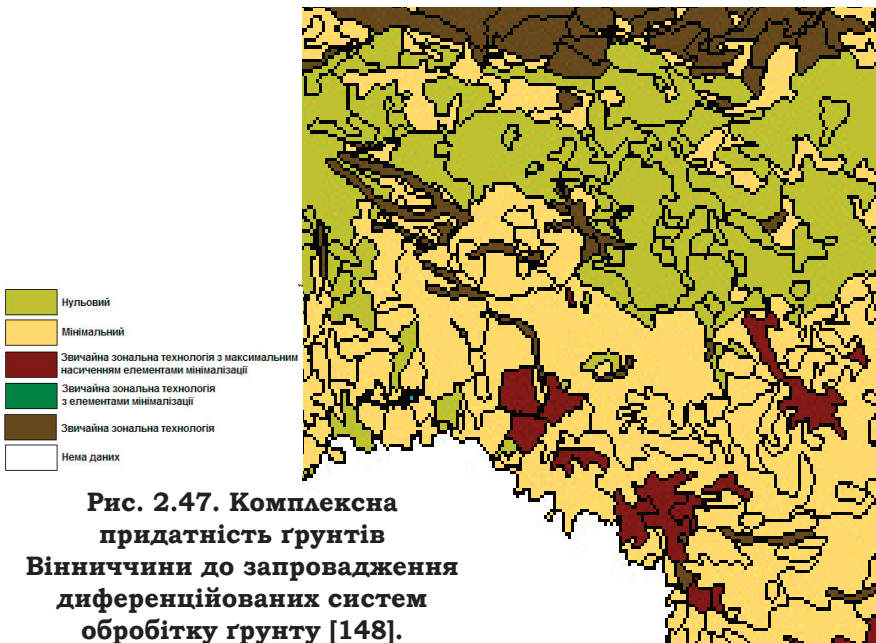 Нульовий
Мінімальний
Звичайна зональна технологія з максимальним
насиченням елементами мінімалізації
Звичайна зональна технологія
з елементами мінімалізації
Звичайна зональна технологія
Нема даних
Рис. 2.47. Комплексна
придатність ґрунтів
Вінниччини до запровадження
диференційованих систем
обробітку ґрунту [148].